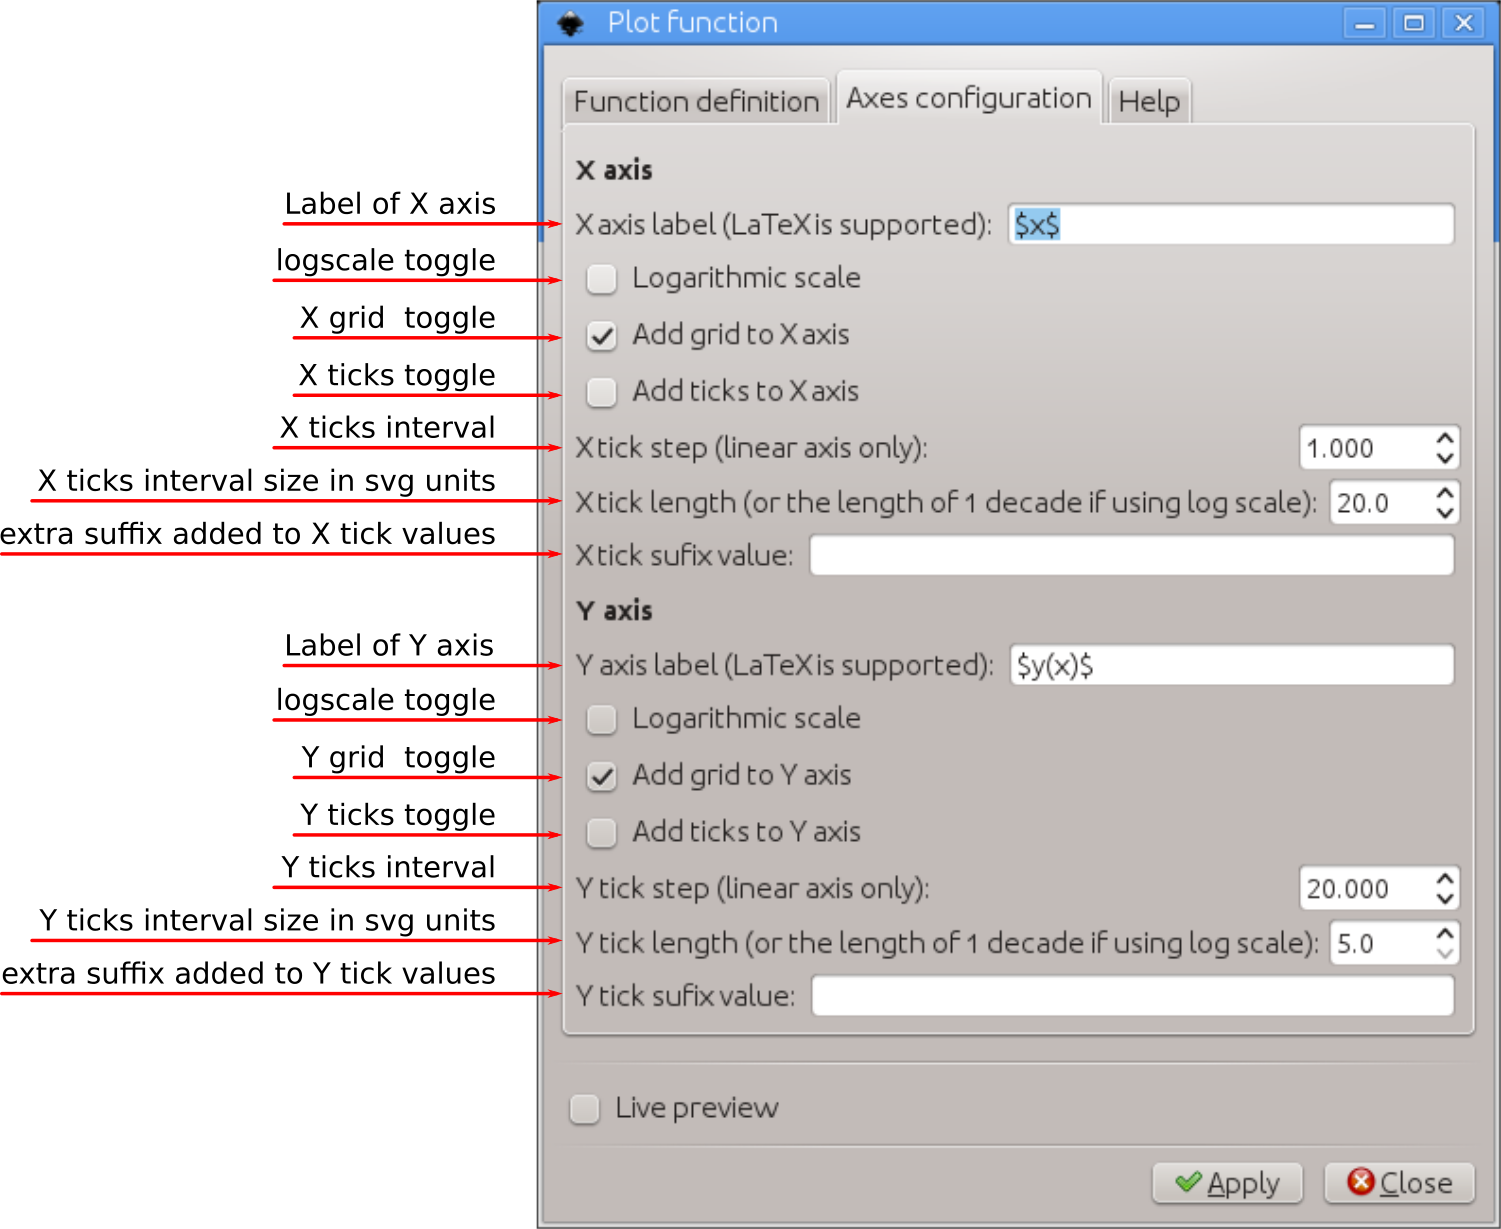 Plot function
Function definition Axes configuration Help
X axis
Label of X axis X axis label (LaTeX is supported): $x$
logscale toggle Logarithmic scale
X grid toggle Add grid to X axis
X ticks toggle Add ticks to X axis
X ticks interval X tick step (linear axis only): 1.000
X ticks interval size in svg units X tick length (or the length of 1 decade if using log scale): 20.0
extra suffix added to X tick values X tick sufix value:
Y axis
Label of Y axis Y axis label (LaTeX is supported): $y(x)$
logscale toggle Logarithmic scale
Y grid toggle Add grid to Y axis
Y ticks toggle Add ticks to Y axis
Y ticks interval Y tick step (linear axis only): 20.000
Y ticks interval size in svg units Y tick length (or the length of 1 decade if using log scale): 5.0
extra suffix added to Y tick values Y tick sufix value:
Live preview
Apply Close